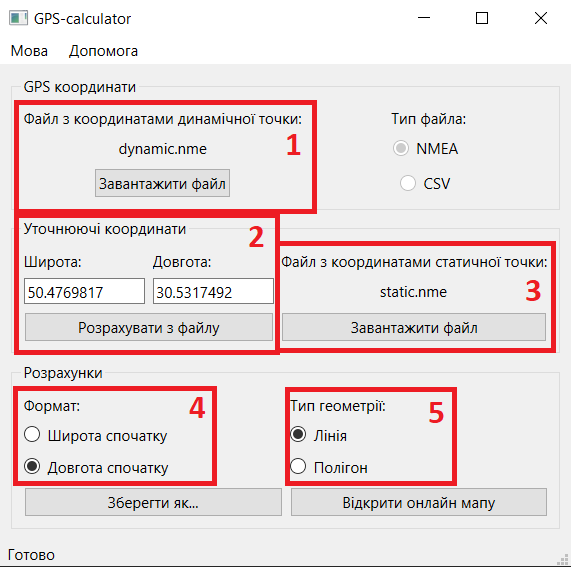 GPS-calculator
Мова Допомога
GPS координати
Файл з координатами динамічної точки:
Тип файла:
1
dynamic.nme
NMEA
Завантажити файл
CSV
Уточнюючі координати
2
Широта:
Довгота:
Файл з координатами статичної точки:
50.4769817
30.5317492
static.nme
3
Розрахувати з файлу
Завантажити файл
Розрахунки
Формат:
4
Тип геометрії:
5
Широта спочатку
Лінія
Довгота спочатку
Полігон
Зберегти як...
Відкрити онлайн мапу
Готово